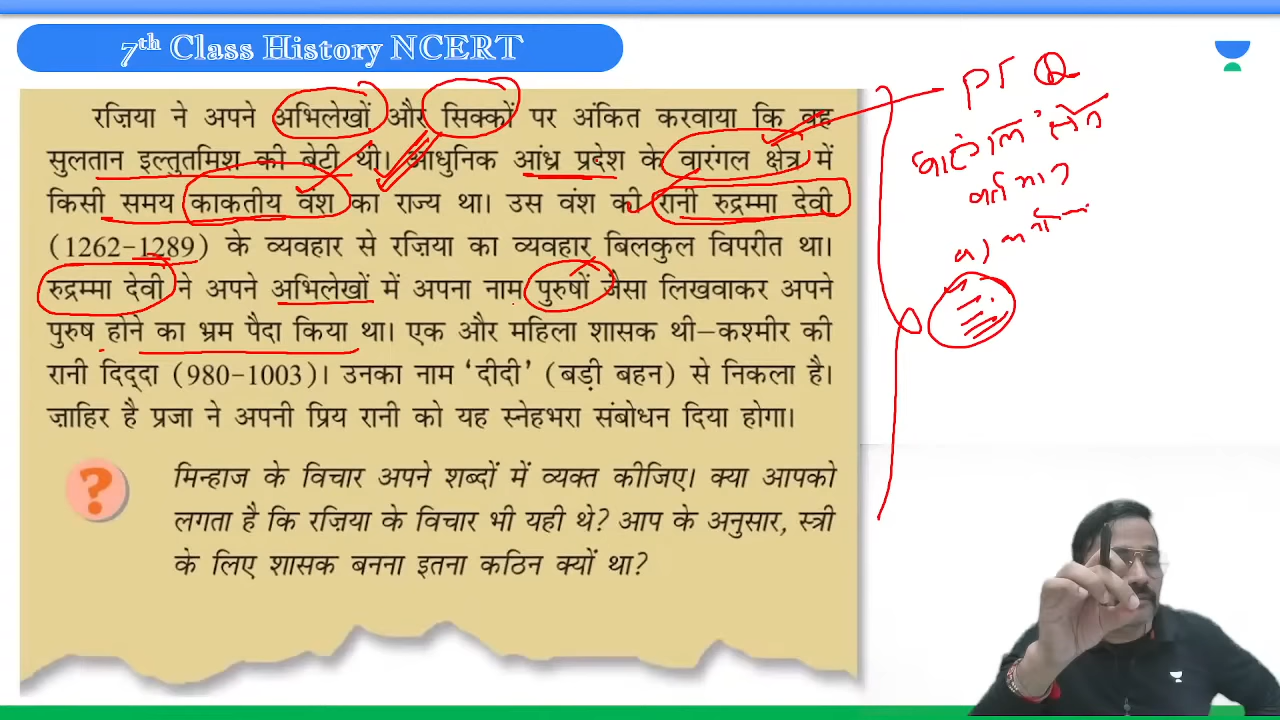 7th Class History NCERT
रज़िया ने अपने अभिलेखों और सिक्कों पर अंकित करवाया कि वह
सुलतान इल्तुतमिश की बेटी थी। आधुनिक आंध्र प्रदेश के वारंगल क्षेत्र में
किसी समय काकतीय वंश का राज्य था। उस वंश की रानी रुद्रम्मा देवी
(1262-1289) के व्यवहार से रज़िया का व्यवहार बिलकुल विपरीत था।
रुद्रम्मा देवी ने अपने अभिलेखों में अपना नाम पुरुषों जैसा लिखवाकर अपने
पुरुष होने का भ्रम पैदा किया था। एक और महिला शासक थी–कश्मीर की
रानी दिद्दा (980-1003)। उनका नाम ‘दीदी’ (बड़ी बहन) से निकला है।
ज़ाहिर है प्रजा ने अपनी प्रिय रानी को यह स्नेहभरा संबोधन दिया होगा।
?
मिन्हाज के विचार अपने शब्दों में व्यक्त कीजिए। क्या आपको
लगता है कि रज़िया के विचार भी यही थे? आप के अनुसार, स्त्री
के लिए शासक बनना इतना कठिन क्यों था?